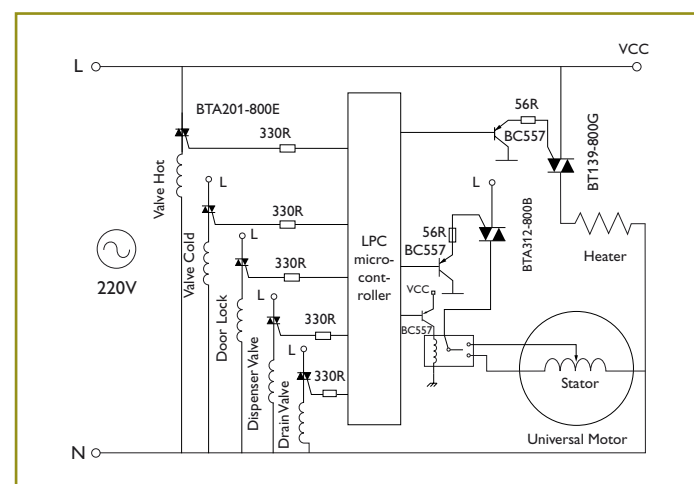 L
VCC
BTA201-800E
56R
330R
BC557
BT139-800G
Valve Hot
L
L
330R
Valve Cold
LPC
micro-
cont-
roller
56R
BC557
BTA312-800B
Heater
L
330R
220V
Door Lock
VCC
L
330R
BC557
Dispenser Valve
L
330R
Drain Valve
Stator
Universal Motor
N